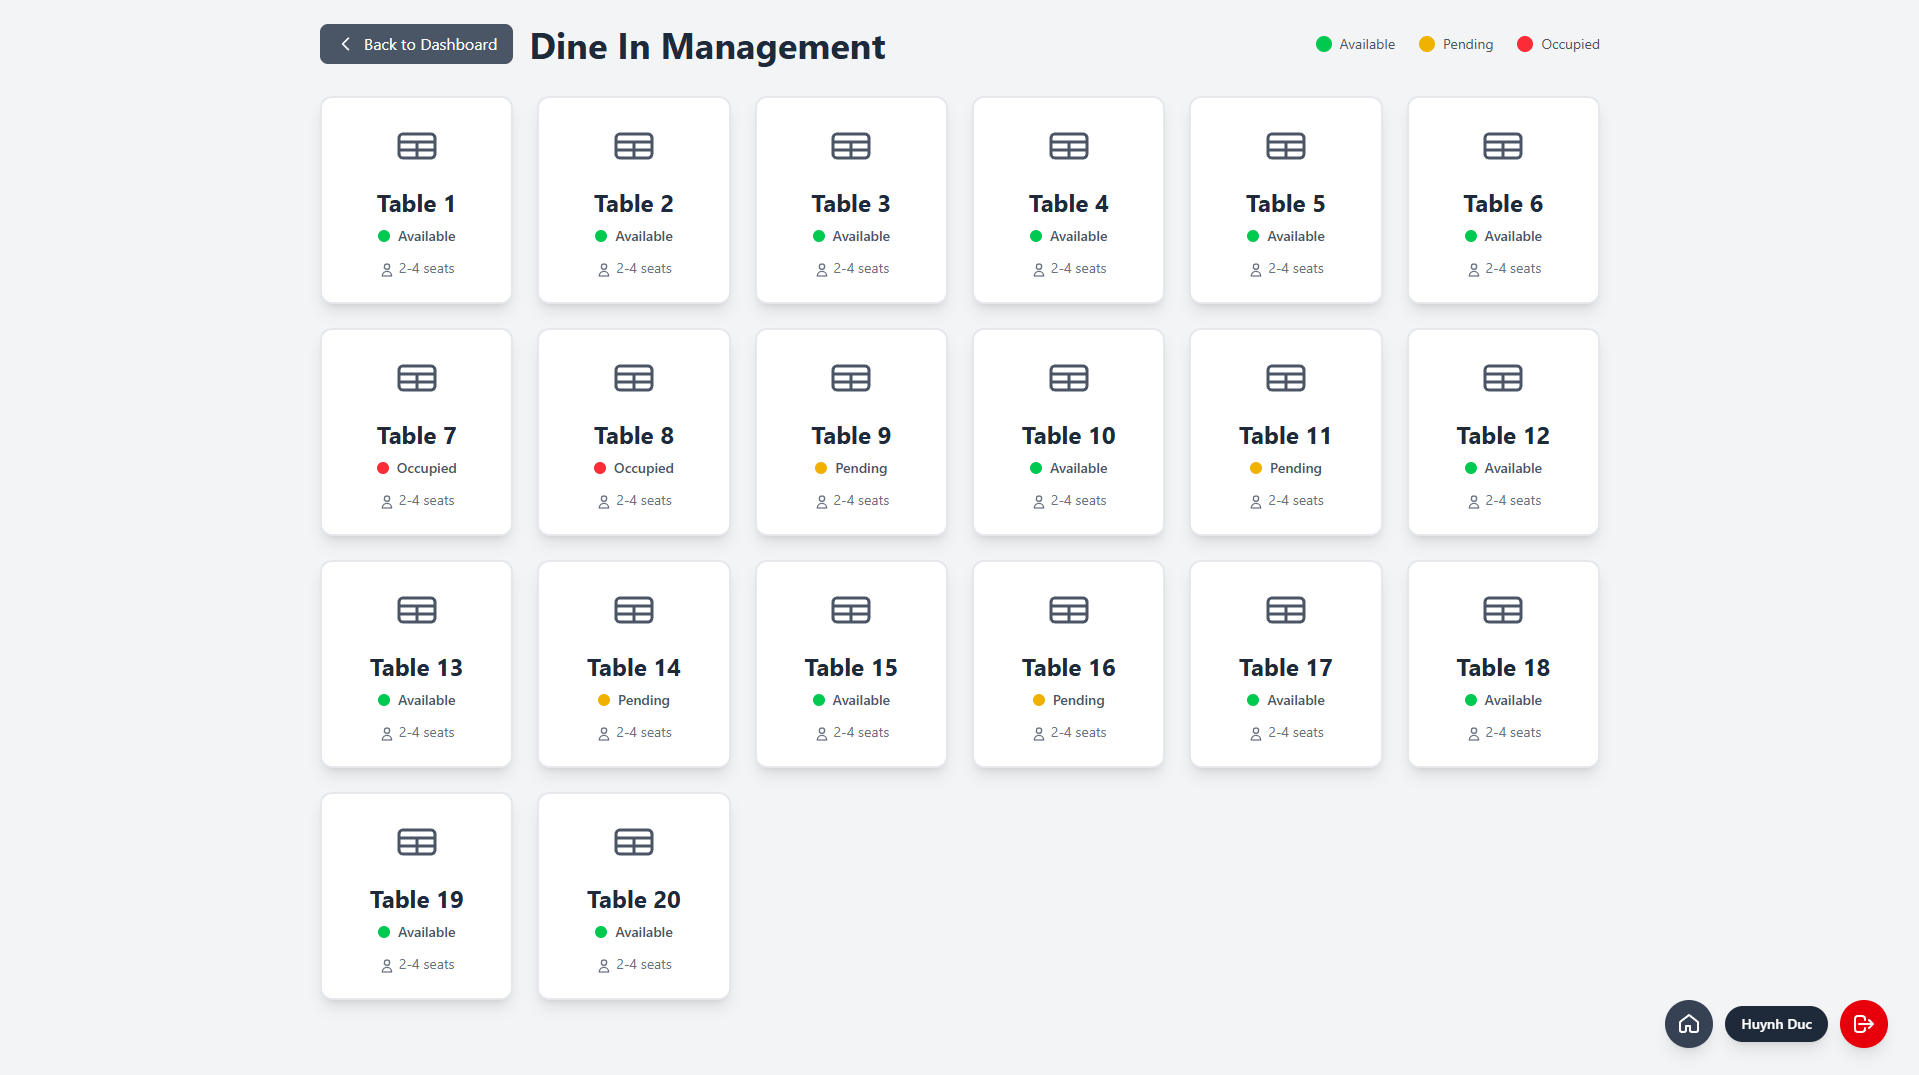 Back to Dashboard
Dine In Management
Available
Pending
Occupied
Table 1
Available
2-4 seats
Table 2
Available
2-4 seats
Table 3
Available
2-4 seats
Table 4
Available
2-4 seats
Table 5
Available
2-4 seats
Table 6
Available
2-4 seats
Table 7
Occupied
2-4 seats
Table 8
Occupied
2-4 seats
Table 9
Pending
2-4 seats
Table 10
Available
2-4 seats
Table 11
Pending
2-4 seats
Table 12
Available
2-4 seats
Table 13
Available
2-4 seats
Table 14
Pending
2-4 seats
Table 15
Available
2-4 seats
Table 16
Pending
2-4 seats
Table 17
Available
2-4 seats
Table 18
Available
2-4 seats
Table 19
Available
2-4 seats
Table 20
Available
2-4 seats
Huynh Duc